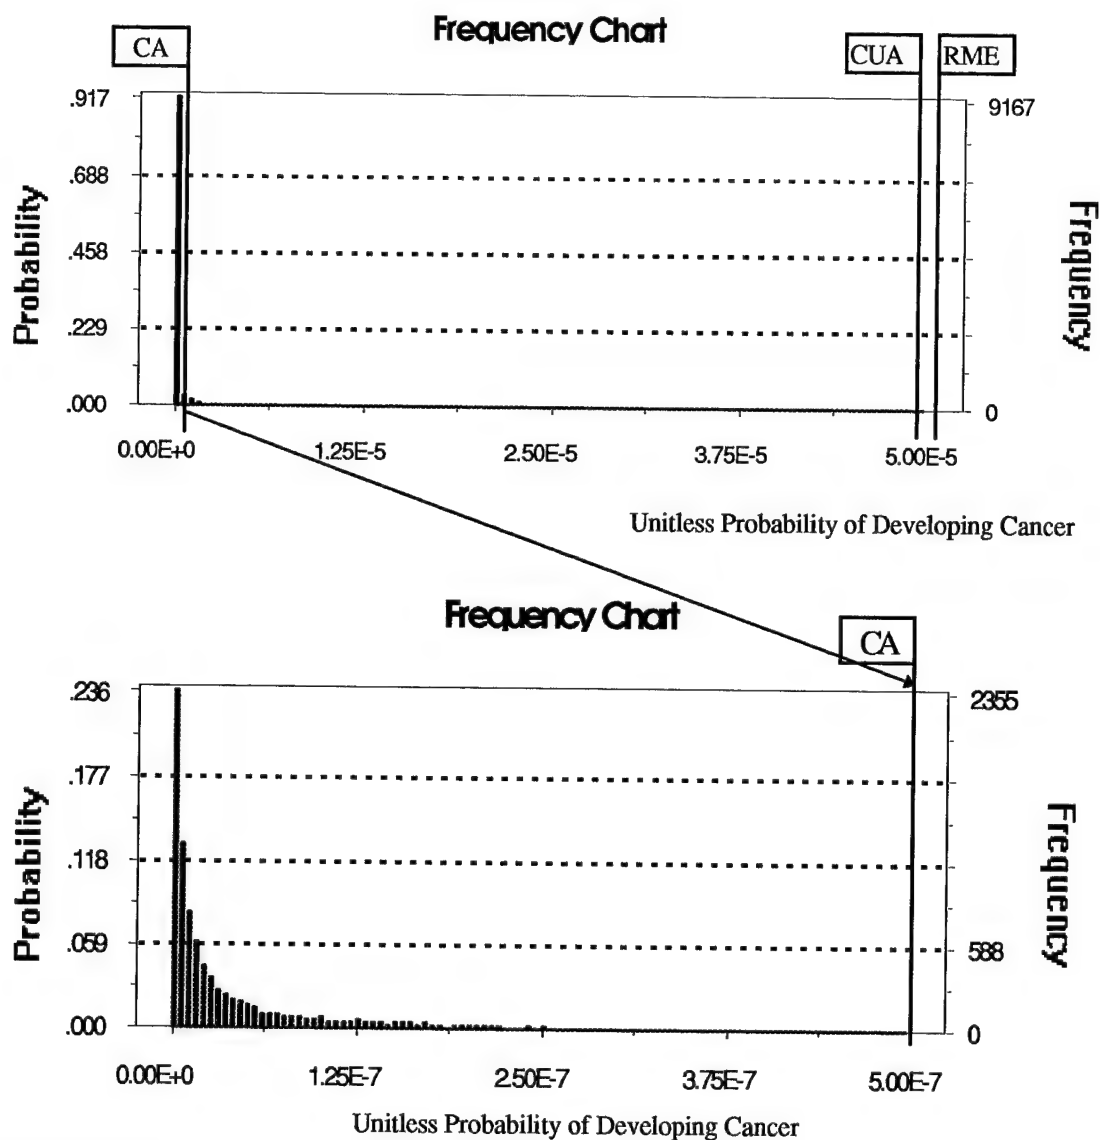 Frequency Chart
CA
CUA
RME
.917
9167
.688
.458
.229
.000
0
Probability
Frequency
0.00E+0 1.25E-5 2.50E-5 3.75E-5 5.00E-5
Unitless Probability of Developing Cancer
Frequency Chart
CA
.236
2355
.177
.118
.059
588
.000
0
Probability
Frequency
0.00E+0 1.25E-7 2.50E-7 3.75E-7 5.00E-7
Unitless Probability of Developing Cancer